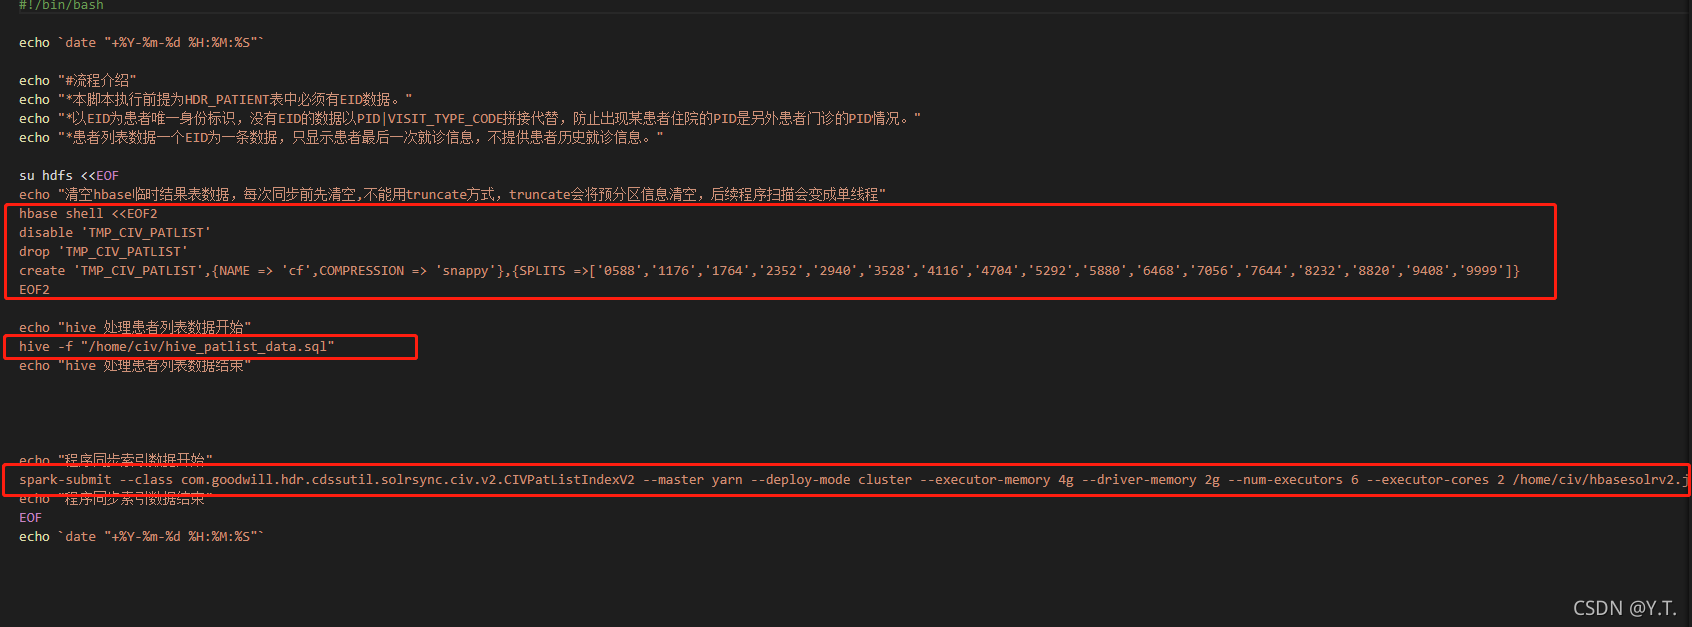 #!/bin/bash
echo `date "+%Y-%m-%d %H:%M:%S"`
echo "#流程介绍"
echo "*本脚本执行前提为HDR_PATIENT表中必须有EID数据。"
echo "*以EID为患者唯一身份标识，没有EID的数据以PID|VISIT_TYPE_CODE拼接代替，防止出现某患者住院的PID是另外患者门诊的PID情况。"
echo "*患者列表数据一个EID为一条数据，只显示患者最后一次就诊信息，不提供患者历史就诊信息。"
su hdfs <<EOF
echo "清空hbase临时结果表数据，每次同步前先清空,不能用truncate方式，truncate会将预分区信息清空，后续程序扫描会变成单线程"
hbase shell <<EOF2
disable 'TMP_CIV_PATLIST'
drop 'TMP_CIV_PATLIST'
create 'TMP_CIV_PATLIST',{NAME => 'cf',COMPRESSION => 'snappy'},{SPLITS =>['0588','1176','1764','2352','2940','3528','4116','4704','5292','5880','6468','7056','7644','8232','8820','9408','9999']}
EOF2
echo "hive 处理患者列表数据开始"
hive -f "/home/civ/hive_patlist_data.sql"
echo "hive 处理患者列表数据结束"
echo "程序同步索引数据开始"
spark-submit --class com.goodwill.hdr.cdssutil.solrsync.civ.v2.CIVPatListIndexV2 --master yarn --deploy-mode cluster --executor-memory 4g --driver-memory 2g --num-executors 6 --executor-cores 2 /home/civ/hbasesolrv2.j
echo "程序同步索引数据结束"
EOF
echo `date "+%Y-%m-%d %H:%M:%S"`
CSDN @Y.T.